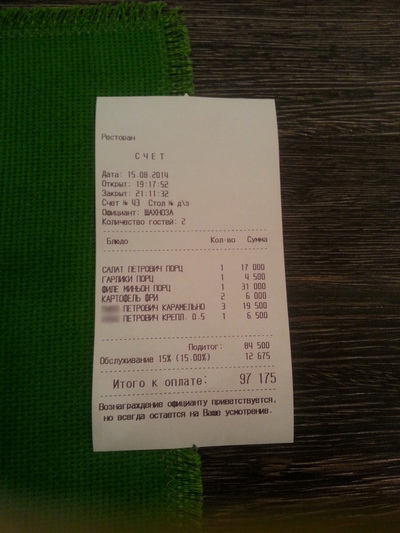 Ресторан
СЧЕТ
Дата: 15.08.2014
Открыт: 19:17:52
Закрыт: 21:11:32
Счет № 43 Стол № д\з
Официант: ШАХНОЗА
Количество гостей: 2
Блюдо Кол-во Сумма
САЛАТ ПЕТРОВИЧ ПОРЦ 1 17 000
ГАРЛИКИ ПОРЦ 1 4 500
ФИЛЕ МИНЬОН ПОРЦ 1 31 000
КАРТОФЕЛЬ ФРИ 2 6 000
ПЕТРОВИЧ КАРАМЕЛЬНО 3 19 500
ПЕТРОВИЧ КРЕПЛ. 0.5 1 6 500
Подитог: 84 500
Обслуживание 15% (15.00%) 12 675
Итого к оплате: 97 175
Вознаграждение официанту приветствуется,
но всегда остается на Ваше усмотрение.